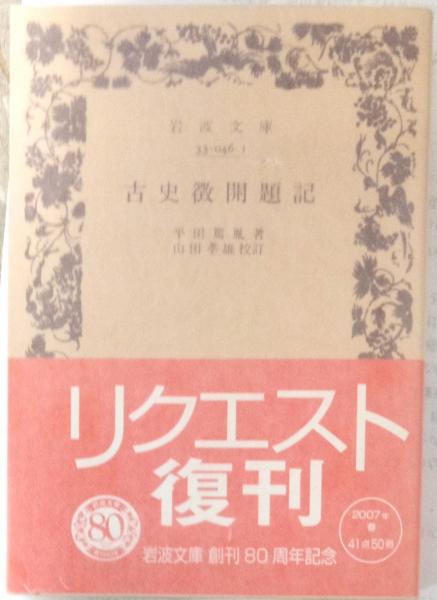 岩波文庫
33-046-1
古史徴開題記
平田篤胤著
山田孝雄校訂
リクエスト
復刊
80
岩波文庫 創刊80周年記念
2007年
春
41点50冊